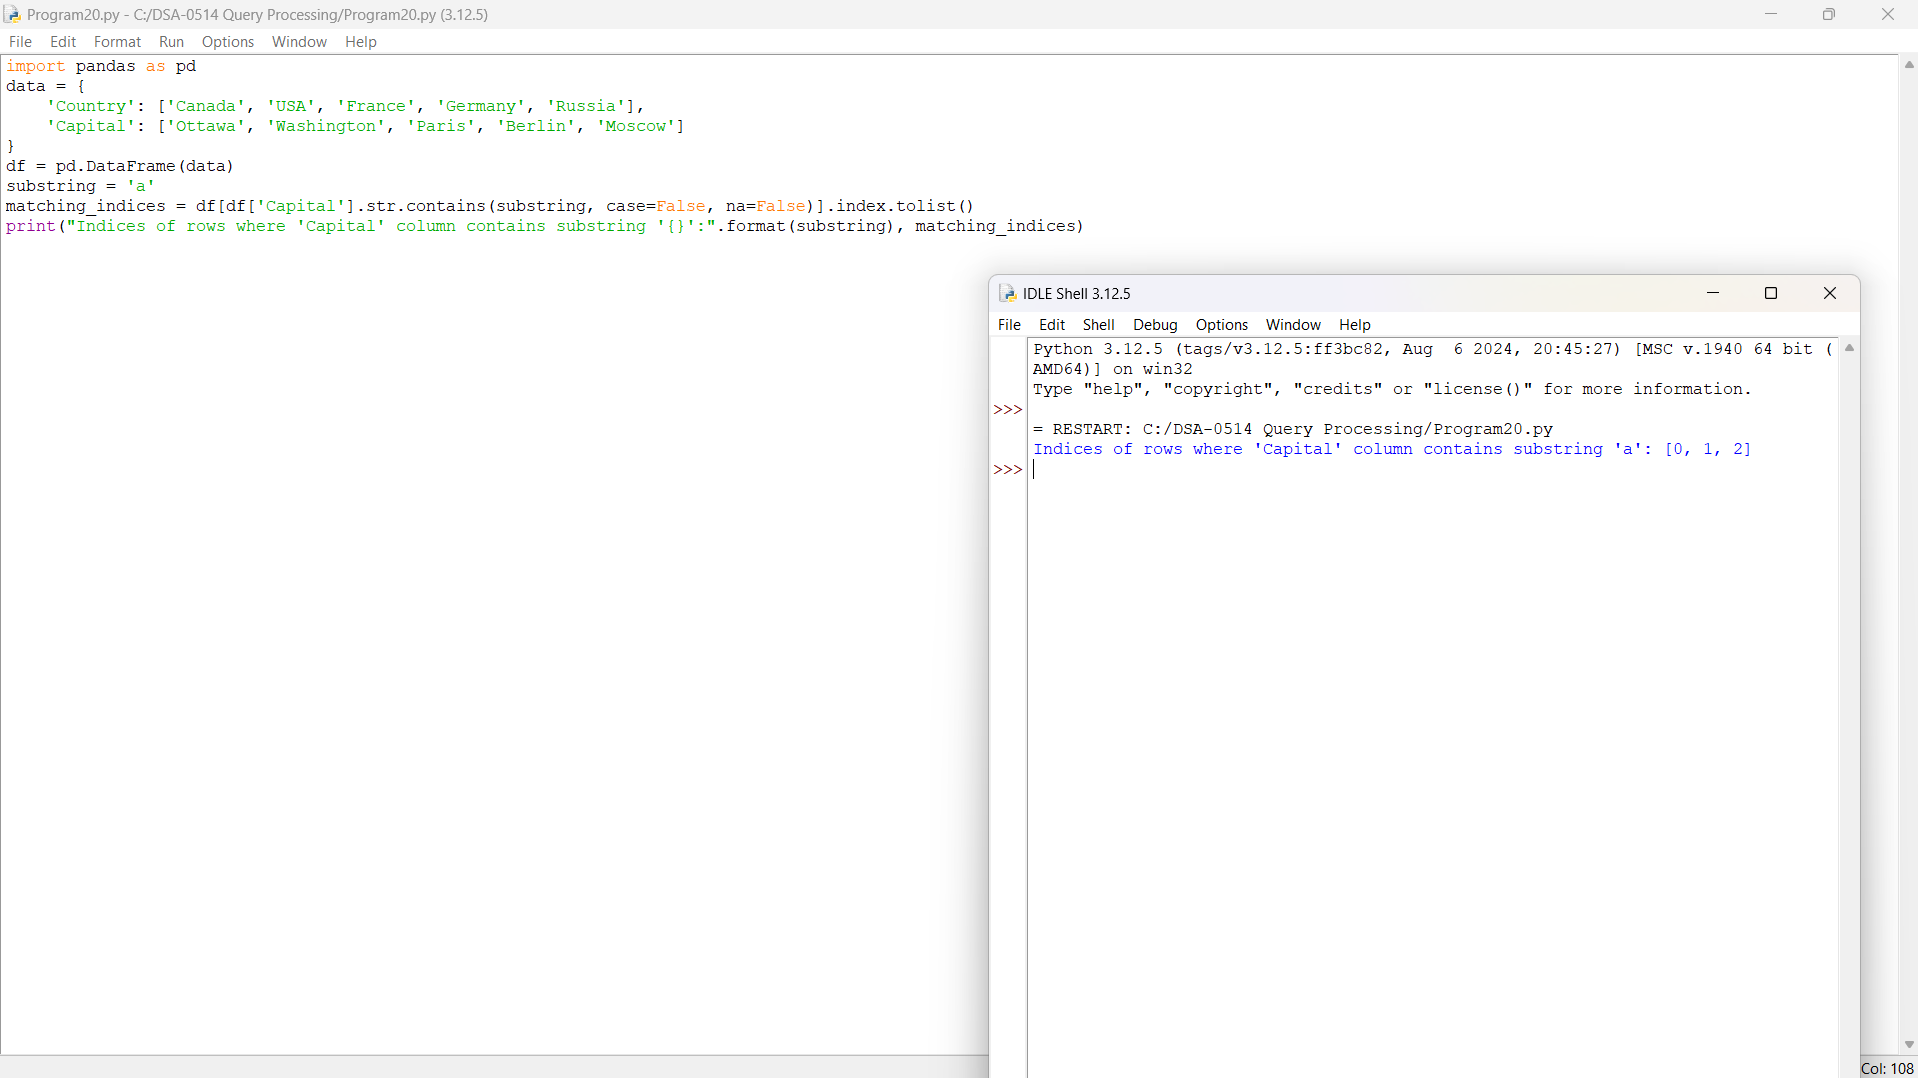 Program20.py - C:/DSA-0514 Query Processing/Program20.py (3.12.5)
File Edit Format Run Options Window Help
import pandas as pd
data = {
    'Country': ['Canada', 'USA', 'France', 'Germany', 'Russia'],
    'Capital': ['Ottawa', 'Washington', 'Paris', 'Berlin', 'Moscow']
}
df = pd.DataFrame(data)
substring = 'a'
matching_indices = df[df['Capital'].str.contains(substring, case=False, na=False)].index.tolist()
print("Indices of rows where 'Capital' column contains substring '{}':".format(substring), matching_indices)
IDLE Shell 3.12.5
File Edit Shell Debug Options Window Help
Python 3.12.5 (tags/v3.12.5:ff3bc82, Aug  6 2024, 20:45:27) [MSC v.1940 64 bit (
AMD64)] on win32
Type "help", "copyright", "credits" or "license()" for more information.
>>>
= RESTART: C:/DSA-0514 Query Processing/Program20.py
Indices of rows where 'Capital' column contains substring 'a': [0, 1, 2]
>>>
Col: 108